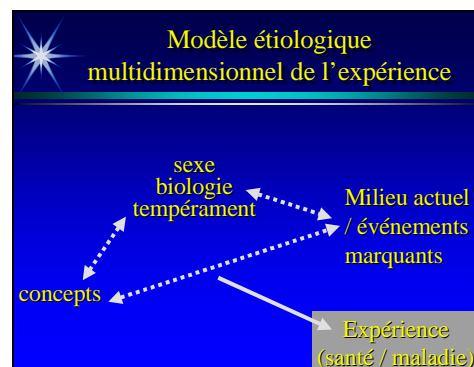 Modèle étiologique
multidimensionnel de l'expérience
sexe
biologie
tempérament
Milieu actuel
/ événements
marquants
concepts
Expérience
(santé / maladie)